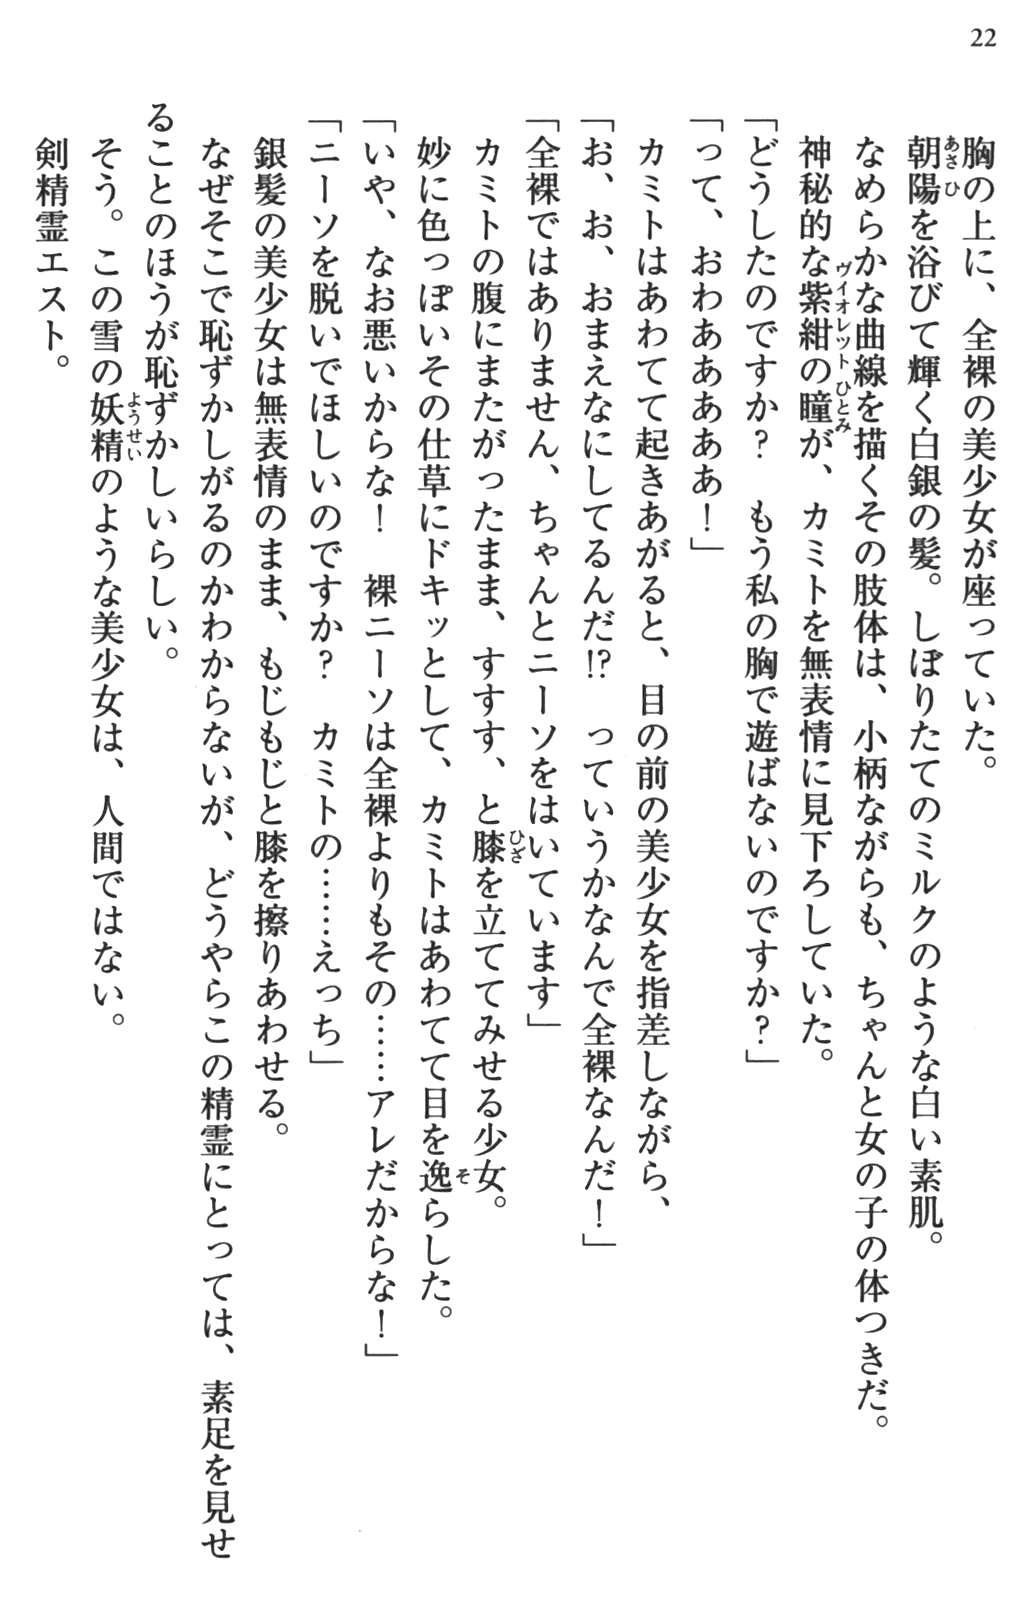 22
胸の上に、全裸の美少女が座っていた。
朝陽を浴びて輝く白銀の髪。しぼりたてのミルクのような白い素肌。
なめらかな曲線を描くその肢体は、小柄ながらも、ちゃんと女の子の体つきだ。
神秘的な紫紺の瞳が、カミトを無表情に見下ろしていた。
「どうしたのですか？　もう私の胸で遊ばないのですか？」
「って、おわああああああ！」
カミトはあわてて起きあがると、目の前の美少女を指差しながら、
「お、お、おまえなにしてるんだ!?　っていうかなんで全裸なんだ！」
「全裸ではありません、ちゃんとニーソをはいています」
カミトの腹にまたがったまま、すすす、と膝を立ててみせる少女。
妙に色っぽいその仕草にドキッとして、カミトはあわてて目を逸らした。
「いや、なお悪いからな！　裸ニーソは全裸よりもその……アレだからな！」
「ニーソを脱いでほしいのですか？　カミトの……えっち」
銀髪の美少女は無表情のまま、もじもじと膝を擦りあわせる。
なぜそこで恥ずかしがるのかわからないが、どうやらこの精霊にとっては、素足を見せ
ることのほうが恥ずかしいらしい。
そう。この雪の妖精のような美少女は、人間ではない。
剣精霊エスト。